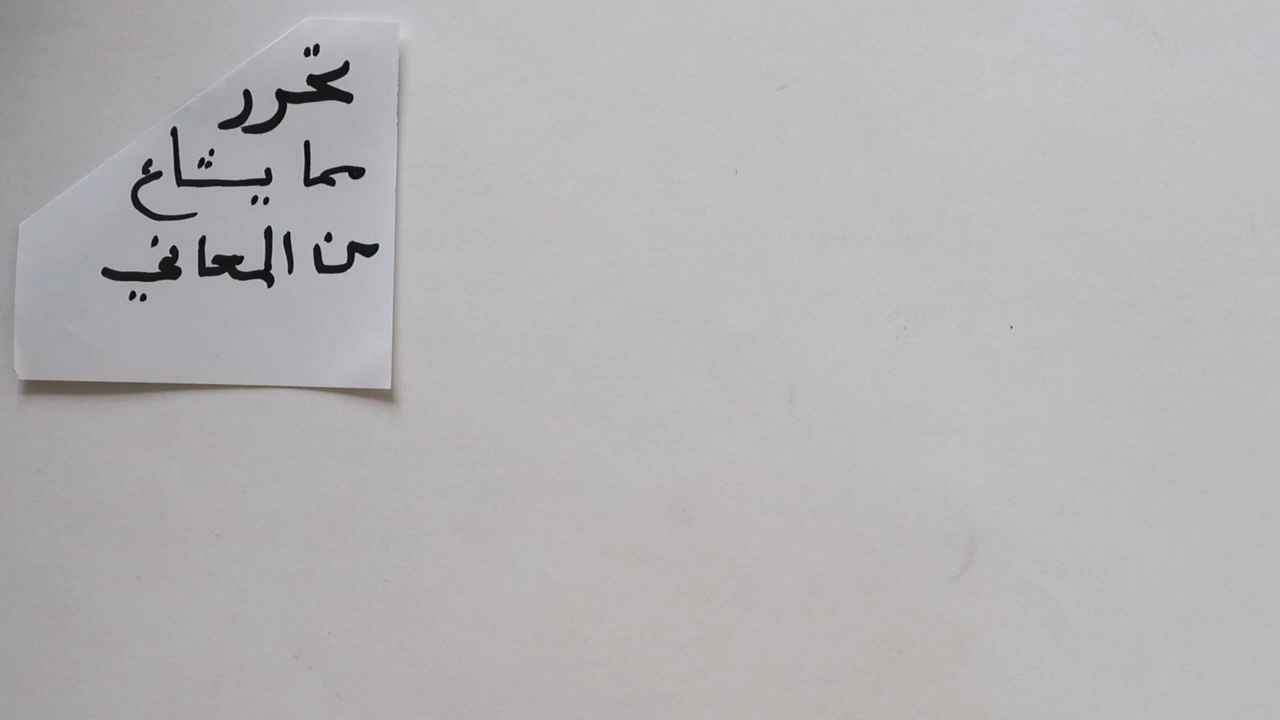 تحرر
مما يشاع
من المعاني